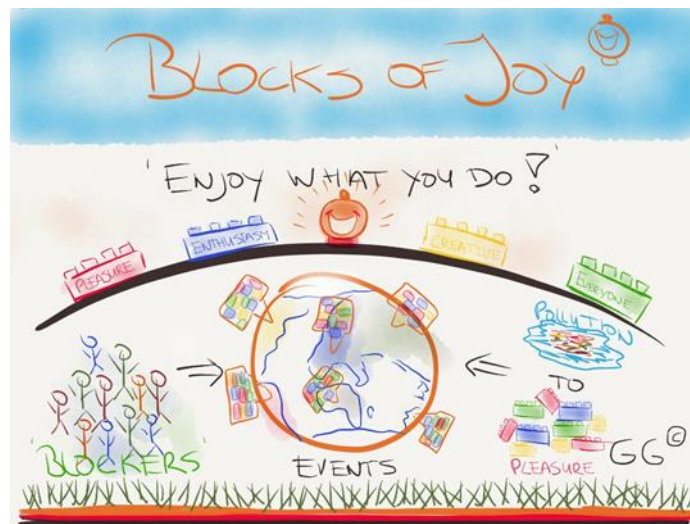 BLOCKS OF JOY
'ENJOY WHAT YOU DO!'
PLEASURE
ENTHUSIASM
CREATIVE
EVERYONE
POLLUTION
TO
PLEASURE
GG©
'BLOCKERS'
EVENTS